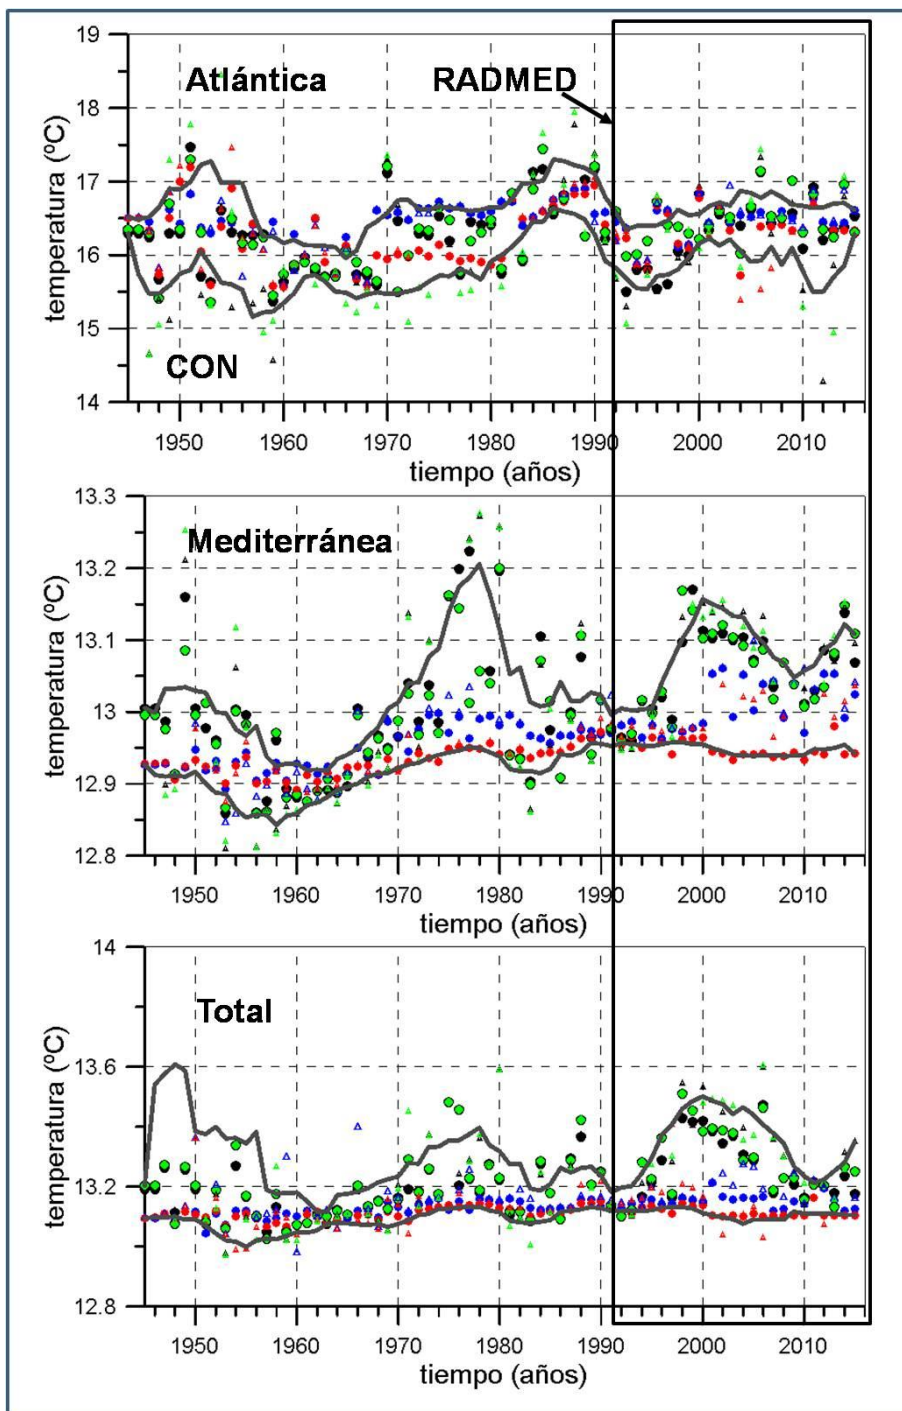 19
18
17
16
15
14
temperatura (ºC)
Atlántica
RADMED
CON
1950 1960 1970 1980 1990 2000 2010
tiempo (años)
13.3
13.2
13.1
13
12.9
12.8
temperatura (ºC)
Mediterránea
1950 1960 1970 1980 1990 2000 2010
tiempo (años)
14
13.6
13.2
12.8
temperatura (ºC)
Total
1950 1960 1970 1980 1990 2000 2010
tiempo (años)